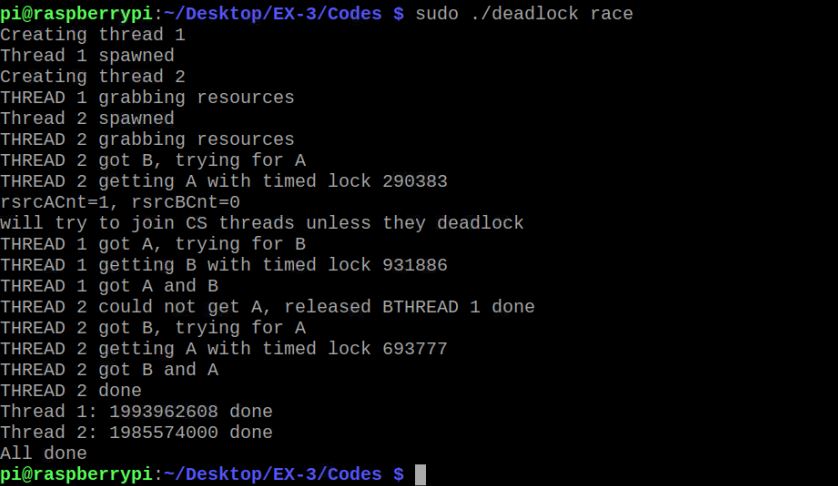 pi@raspberrypi:~/Desktop/EX-3/Codes $ sudo ./deadlock race
Creating thread 1
Thread 1 spawned
Creating thread 2
THREAD 1 grabbing resources
Thread 2 spawned
THREAD 2 grabbing resources
THREAD 2 got B, trying for A
THREAD 2 getting A with timed lock 290383
rsrcACnt=1, rsrcBCnt=0
will try to join CS threads unless they deadlock
THREAD 1 got A, trying for B
THREAD 1 getting B with timed lock 931886
THREAD 1 got A and B
THREAD 2 could not get A, released BTHREAD 1 done
THREAD 2 got B, trying for A
THREAD 2 getting A with timed lock 693777
THREAD 2 got B and A
THREAD 2 done
Thread 1: 1993962608 done
Thread 2: 1985574000 done
All done
pi@raspberrypi:~/Desktop/EX-3/Codes $